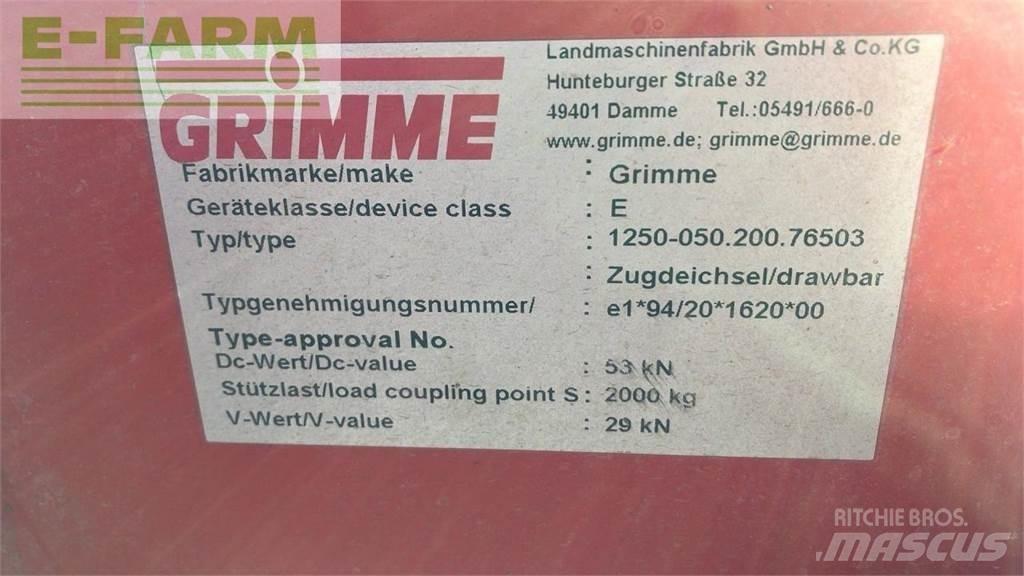 E-FARM
GRIMME
Landmaschinenfabrik GmbH & Co.KG
Hunteburger Straße 32
49401 Damme Tel.:05491/666-0
www.grimme.de; grimme@grimme.de
Fabrikmarke/make : Grimme
Geräteklasse/device class : E
Typ/type : 1250-050.200.76503
: Zugdeichsel/drawbar
Typgenehmigungsnummer/ : e1*94/20*1620*00
Type-approval No.
Dc-Wert/Dc-value : 53 kN
Stützlast/load coupling point S : 2000 kg
V-Wert/V-value : 29 kN
RITCHIE BROS.
MASCUS